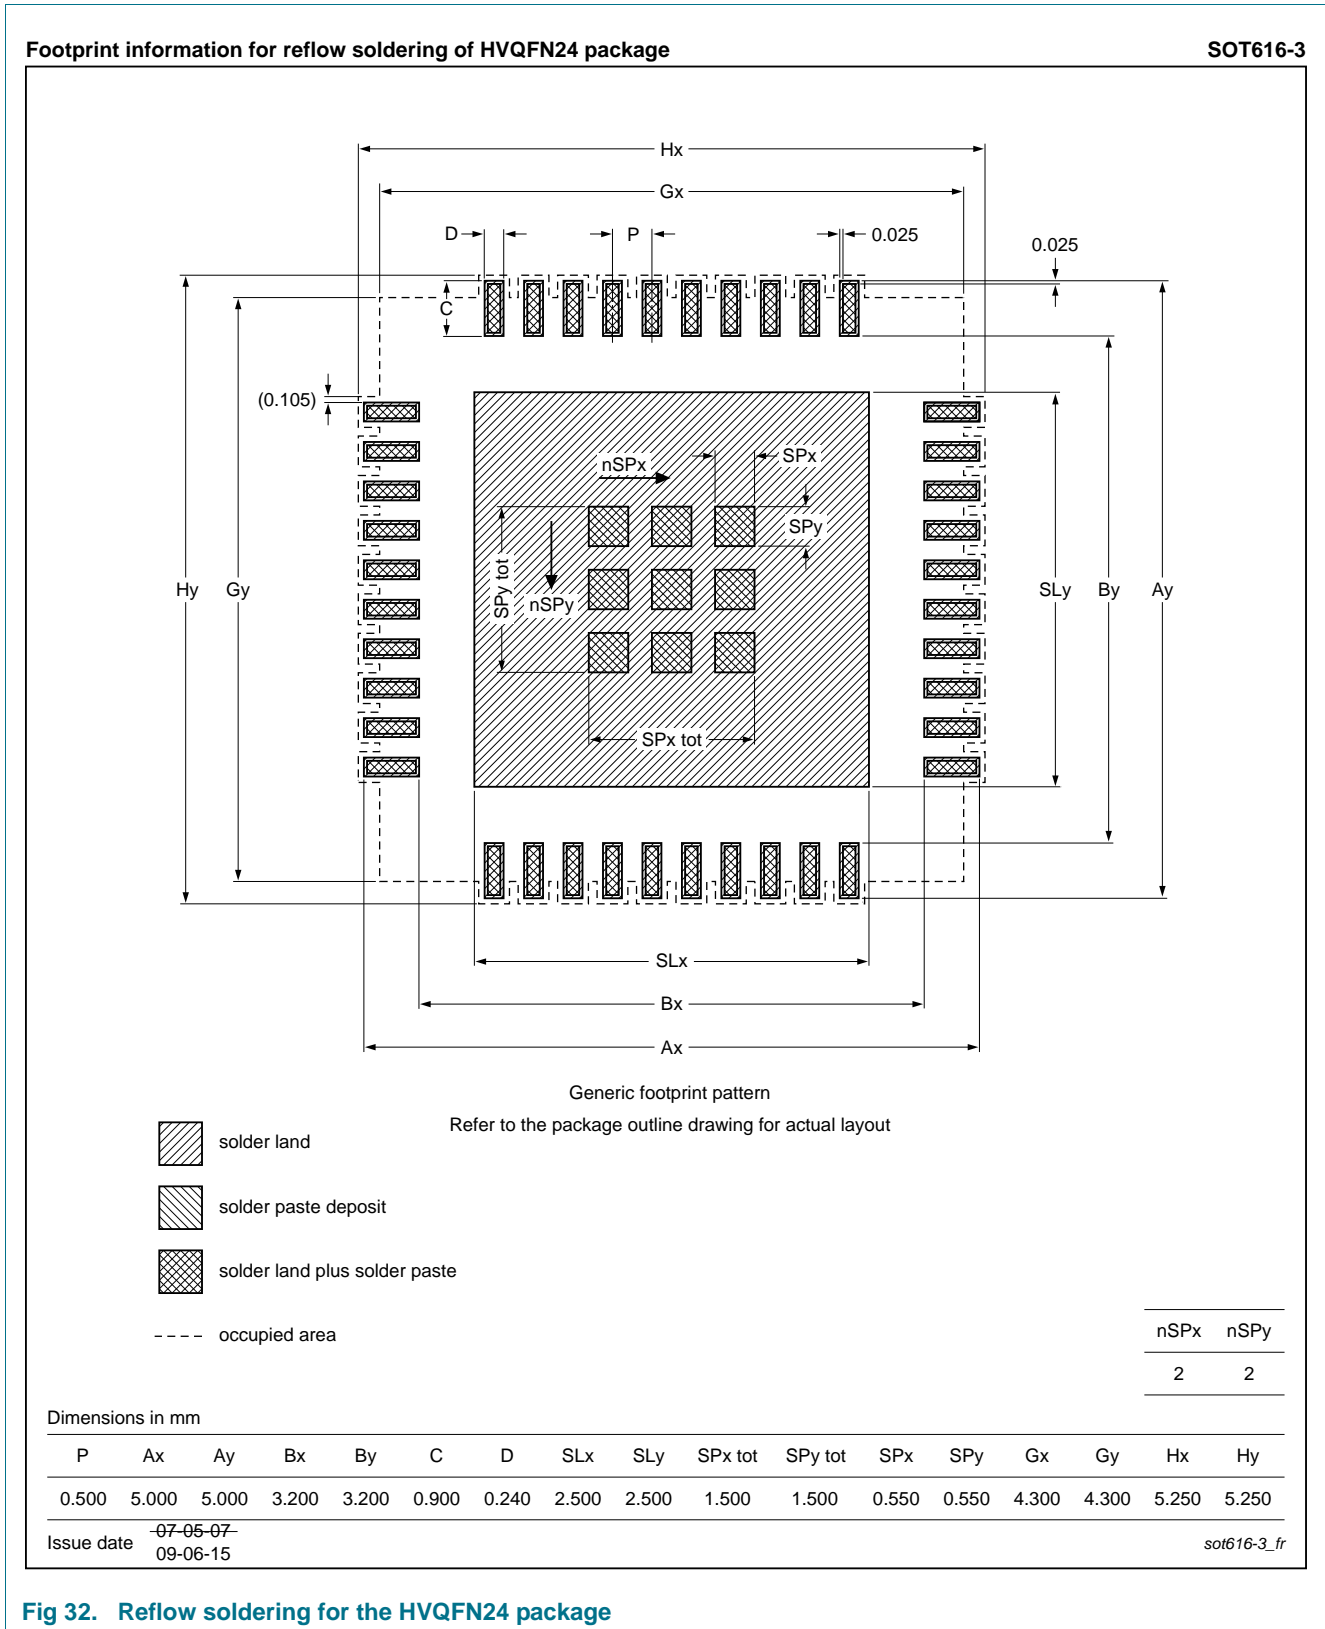 Footprint information for reflow soldering of HVQFN24 package SOT616-3
Hx
Gx
D P 0.025 0.025
C
(0.105)
nSPx SPx
SPy
SPy tot
nSPy
Hy Gy SLy By Ay
SPx tot
SLx
Bx
Ax
Generic footprint pattern
Refer to the package outline drawing for actual layout
solder land
solder paste deposit
solder land plus solder paste
occupied area
nSPx nSPy
2 2
Dimensions in mm
P Ax Ay Bx By C D SLx SLy SPx tot SPy tot SPx SPy Gx Gy Hx Hy
0.500 5.000 5.000 3.200 3.200 0.900 0.240 2.500 2.500 1.500 1.500 0.550 0.550 4.300 4.300 5.250 5.250
Issue date 07-05-07
09-06-15 sot616-3_fr
Fig 32. Reflow soldering for the HVQFN24 package